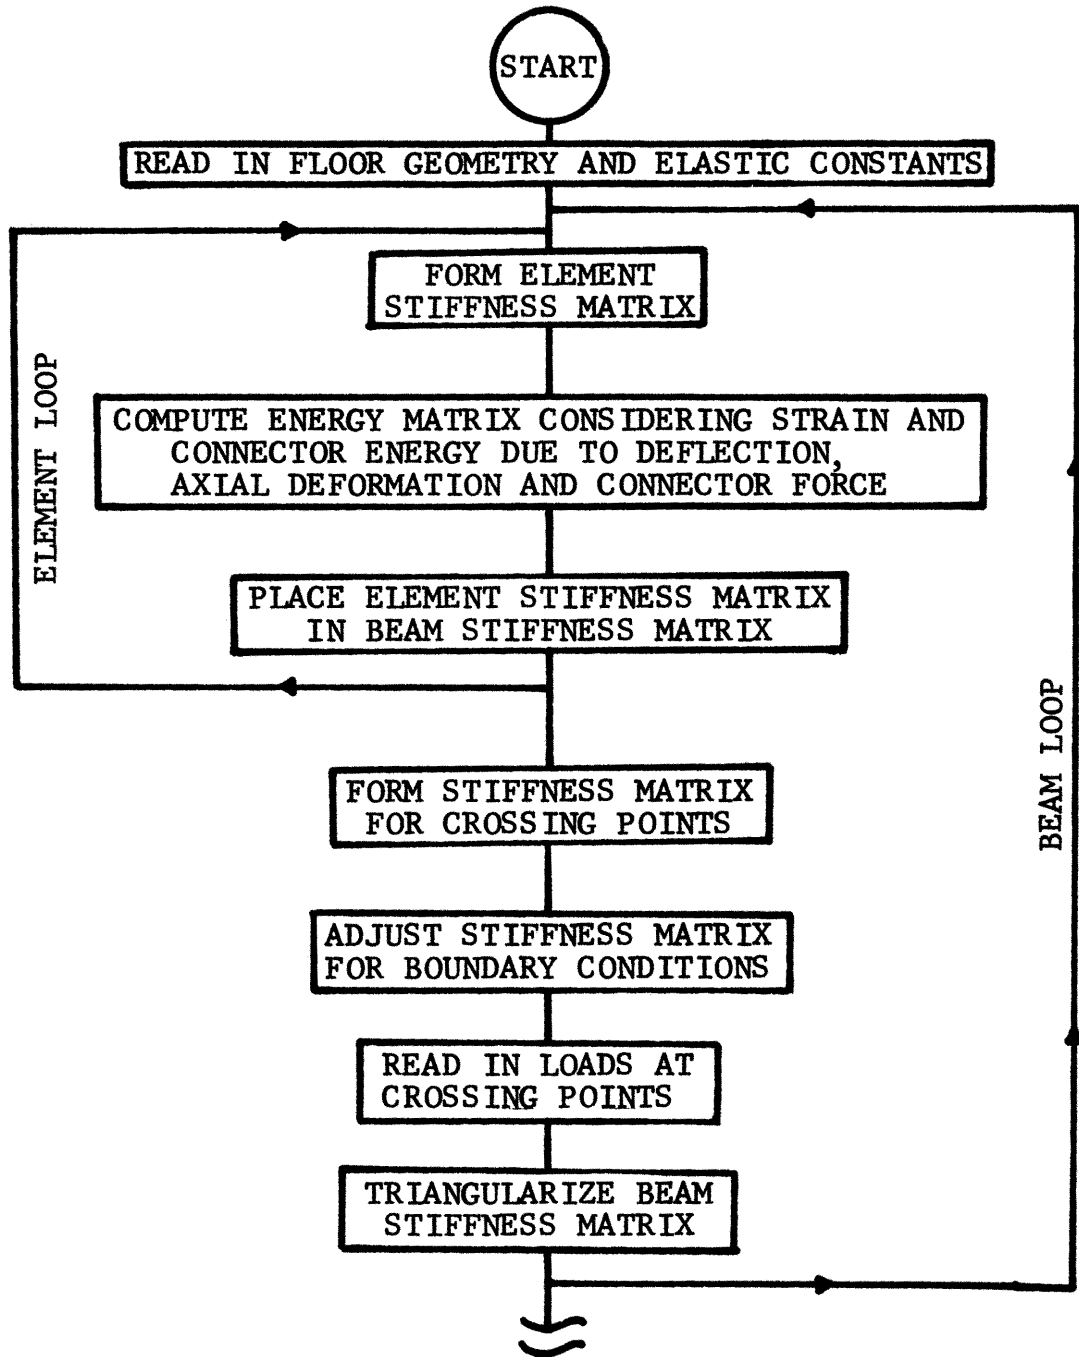 START
READ IN FLOOR GEOMETRY AND ELASTIC CONSTANTS
FORM ELEMENT
STIFFNESS MATRIX
ELEMENT LOOP
COMPUTE ENERGY MATRIX CONSIDERING STRAIN AND
CONNECTOR ENERGY DUE TO DEFLECTION,
AXIAL DEFORMATION AND CONNECTOR FORCE
PLACE ELEMENT STIFFNESS MATRIX
IN BEAM STIFFNESS MATRIX
BEAM LOOP
FORM STIFFNESS MATRIX
FOR CROSSING POINTS
ADJUST STIFFNESS MATRIX
FOR BOUNDARY CONDITIONS
READ IN LOADS AT
CROSSING POINTS
TRIANGULARIZE BEAM
STIFFNESS MATRIX